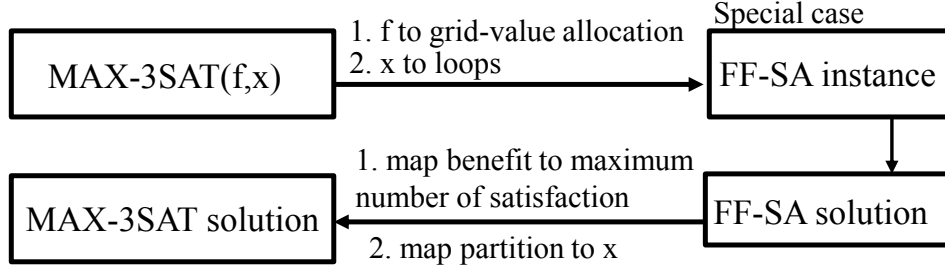 Special case
1. f to grid-value allocation
2. x to loops
MAX-3SAT(f,x)
FF-SA instance
1. map benefit to maximum
number of satisfaction
MAX-3SAT solution
FF-SA solution
2. map partition to x